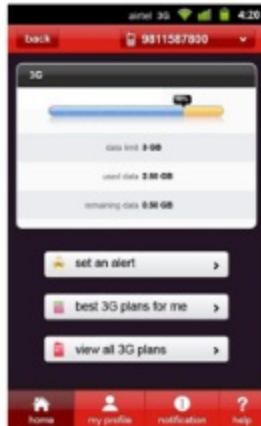 airtel 3G 4:20
back 9811587800
3G
data limit 3 GB
used data 2.50 GB
remaining data 0.50 GB
set an alert
best 3G plans for me
view all 3G plans
home my profile notification help